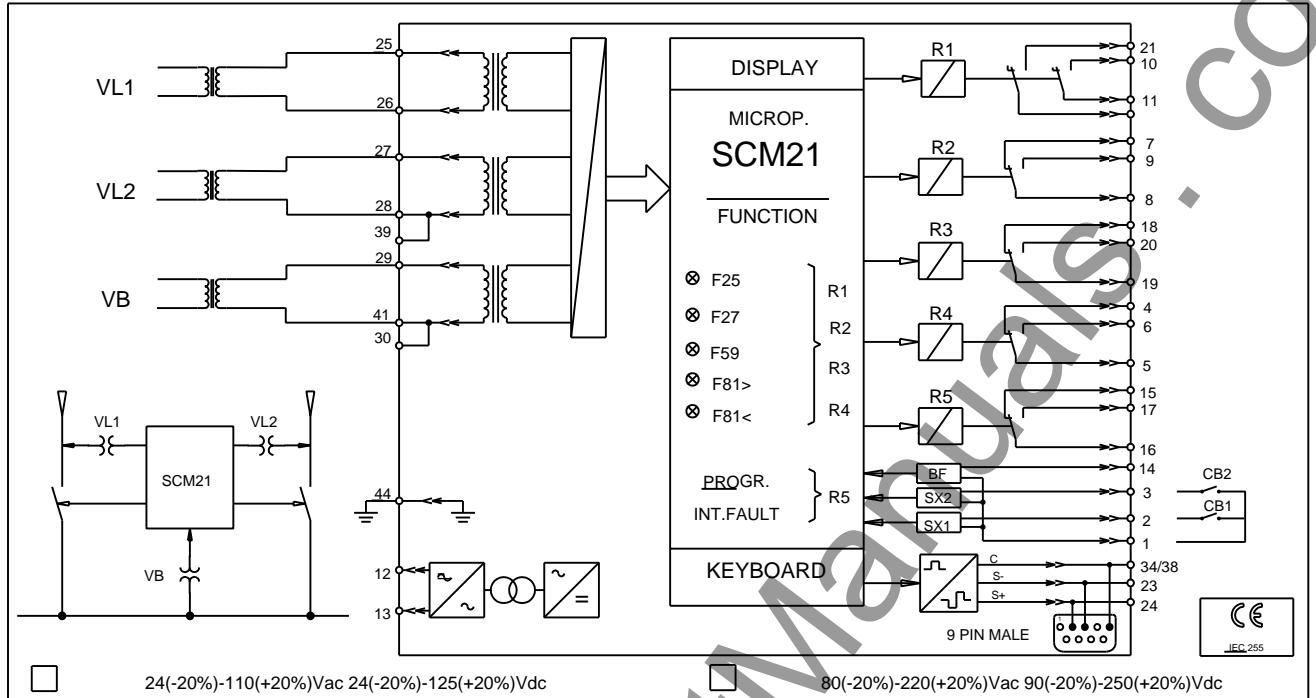 VL1
VL2
VB
25
26
27
28
39
29
41
30
44
12
13
DISPLAY
MICROP.
SCM21
FUNCTION
F25
F27
F59
F81>
F81<
R1
R2
R3
R4
PROGR.
INT.FAULT
R5
KEYBOARD
R1
R2
R3
R4
R5
BF
SX2
SX1
C
S-
S+
9 PIN MALE
1
21
10
11
7
9
8
18
20
19
4
6
5
15
17
16
14
3
2
1
34/38
23
24
CB2
CB1
CE
IEC 255
VL1
VL2
SCM21
VB
24(-20%)-110(+20%)Vac 24(-20%)-125(+20%)Vdc
80(-20%)-220(+20%)Vac 90(-20%)-250(+20%)Vdc